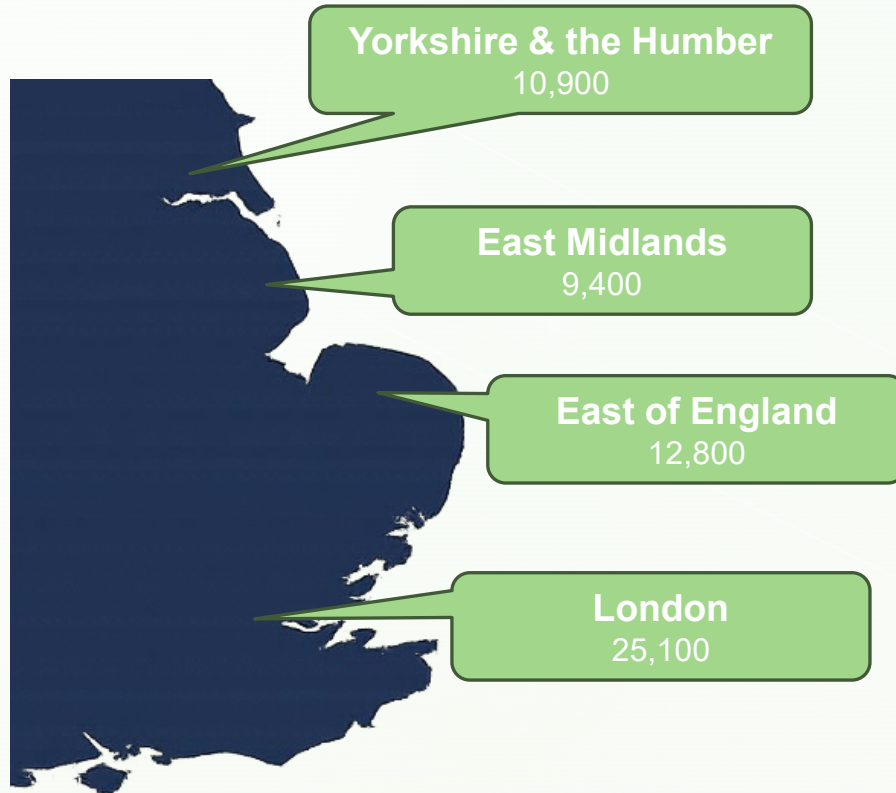 Yorkshire & the Humber
10,900
East Midlands
9,400
East of England
12,800
London
25,100